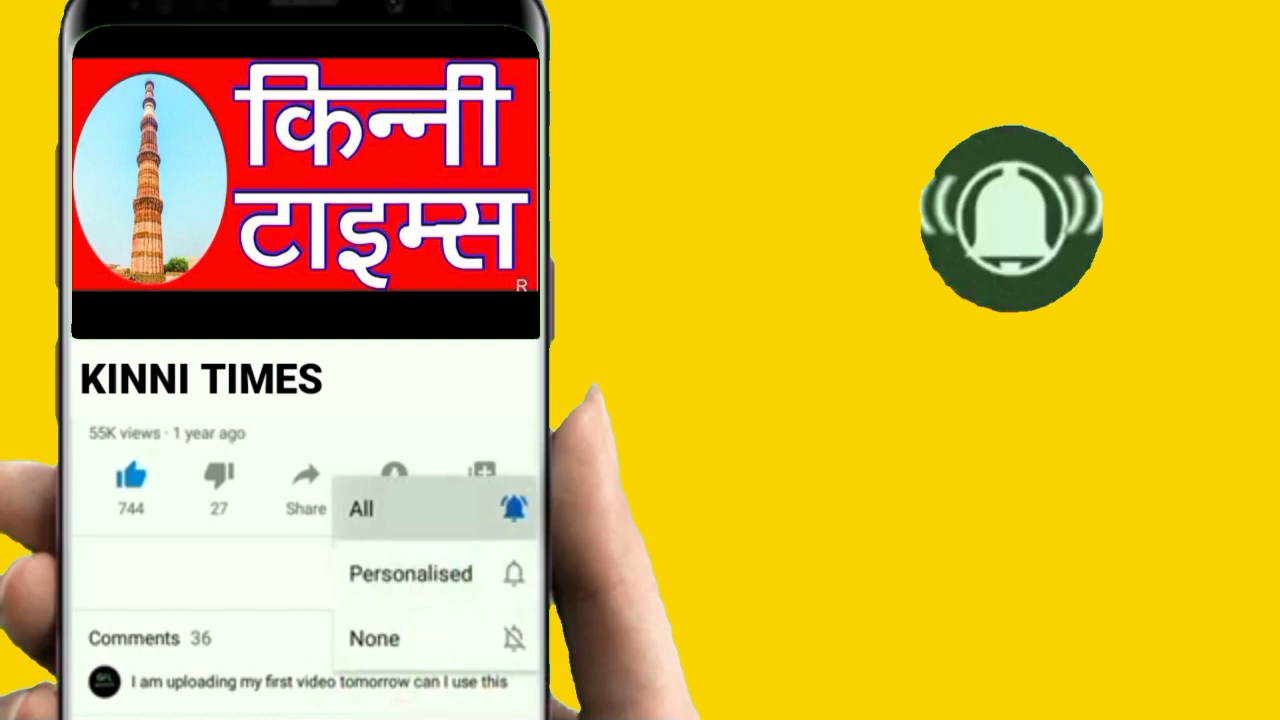 किन्नी
टाइम्स
R
KINNI TIMES
55K views · 1 year ago
744 27 Share
All
Personalised
None
Comments 36
I am uploading my first video tomorrow can I use this